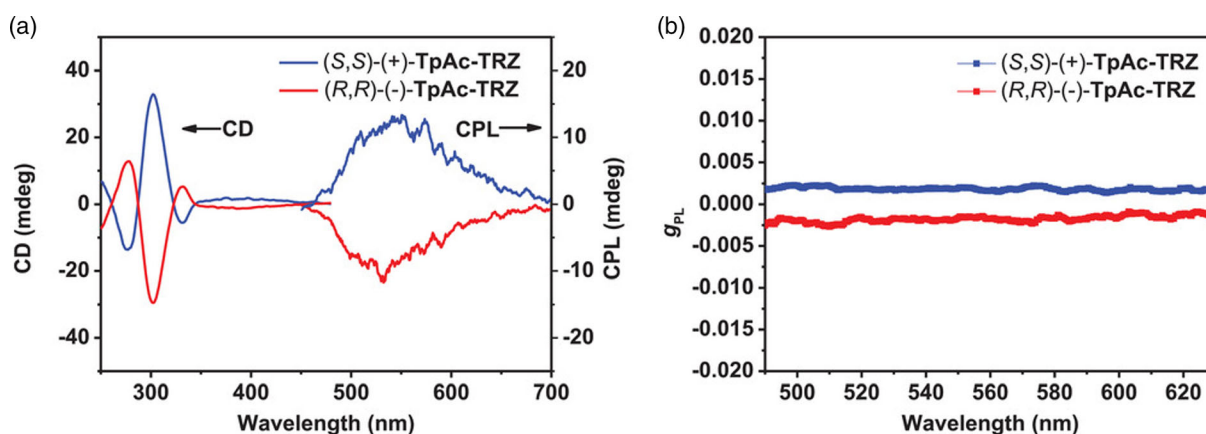 (a)
40
20
0
-20
-40
CD (mdeg)
(S,S)-(+)-TpAc-TRZ
(R,R)-(-)-TpAc-TRZ
CD
CPL
20
10
0
-10
-20
CPL (mdeg)
300 400 500 600 700
Wavelength (nm)
(b)
0.020
0.015
0.010
0.005
0.000
-0.005
-0.010
-0.015
-0.020
gPL
(S,S)-(+)-TpAc-TRZ
(R,R)-(-)-TpAc-TRZ
500 520 540 560 580 600 620
Wavelength (nm)